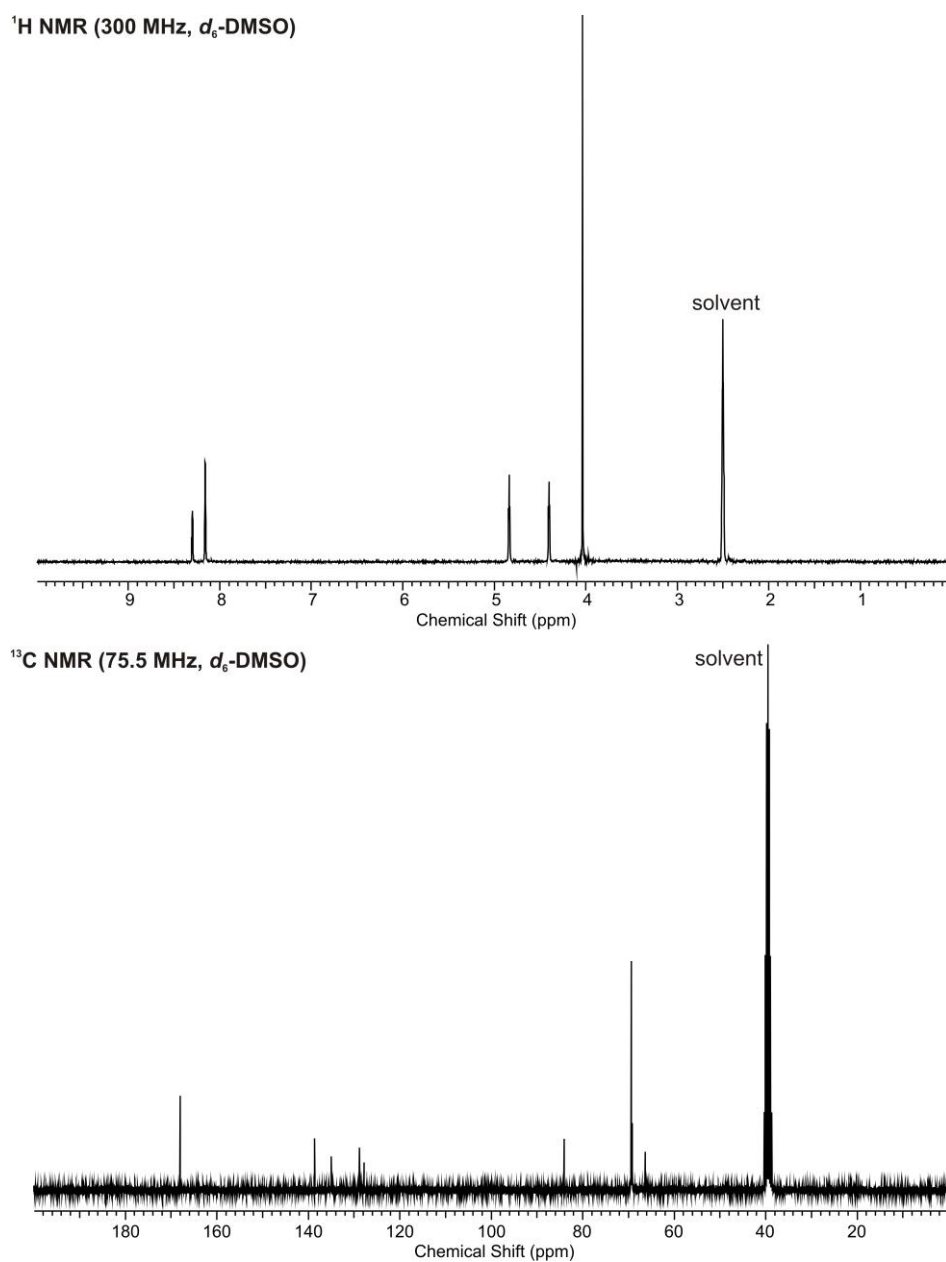 ¹H NMR (300 MHz, d₆-DMSO)
solvent
9 8 7 6 5 4 3 2 1
Chemical Shift (ppm)
¹³C NMR (75.5 MHz, d₆-DMSO)
solvent
180 160 140 120 100 80 60 40 20
Chemical Shift (ppm)